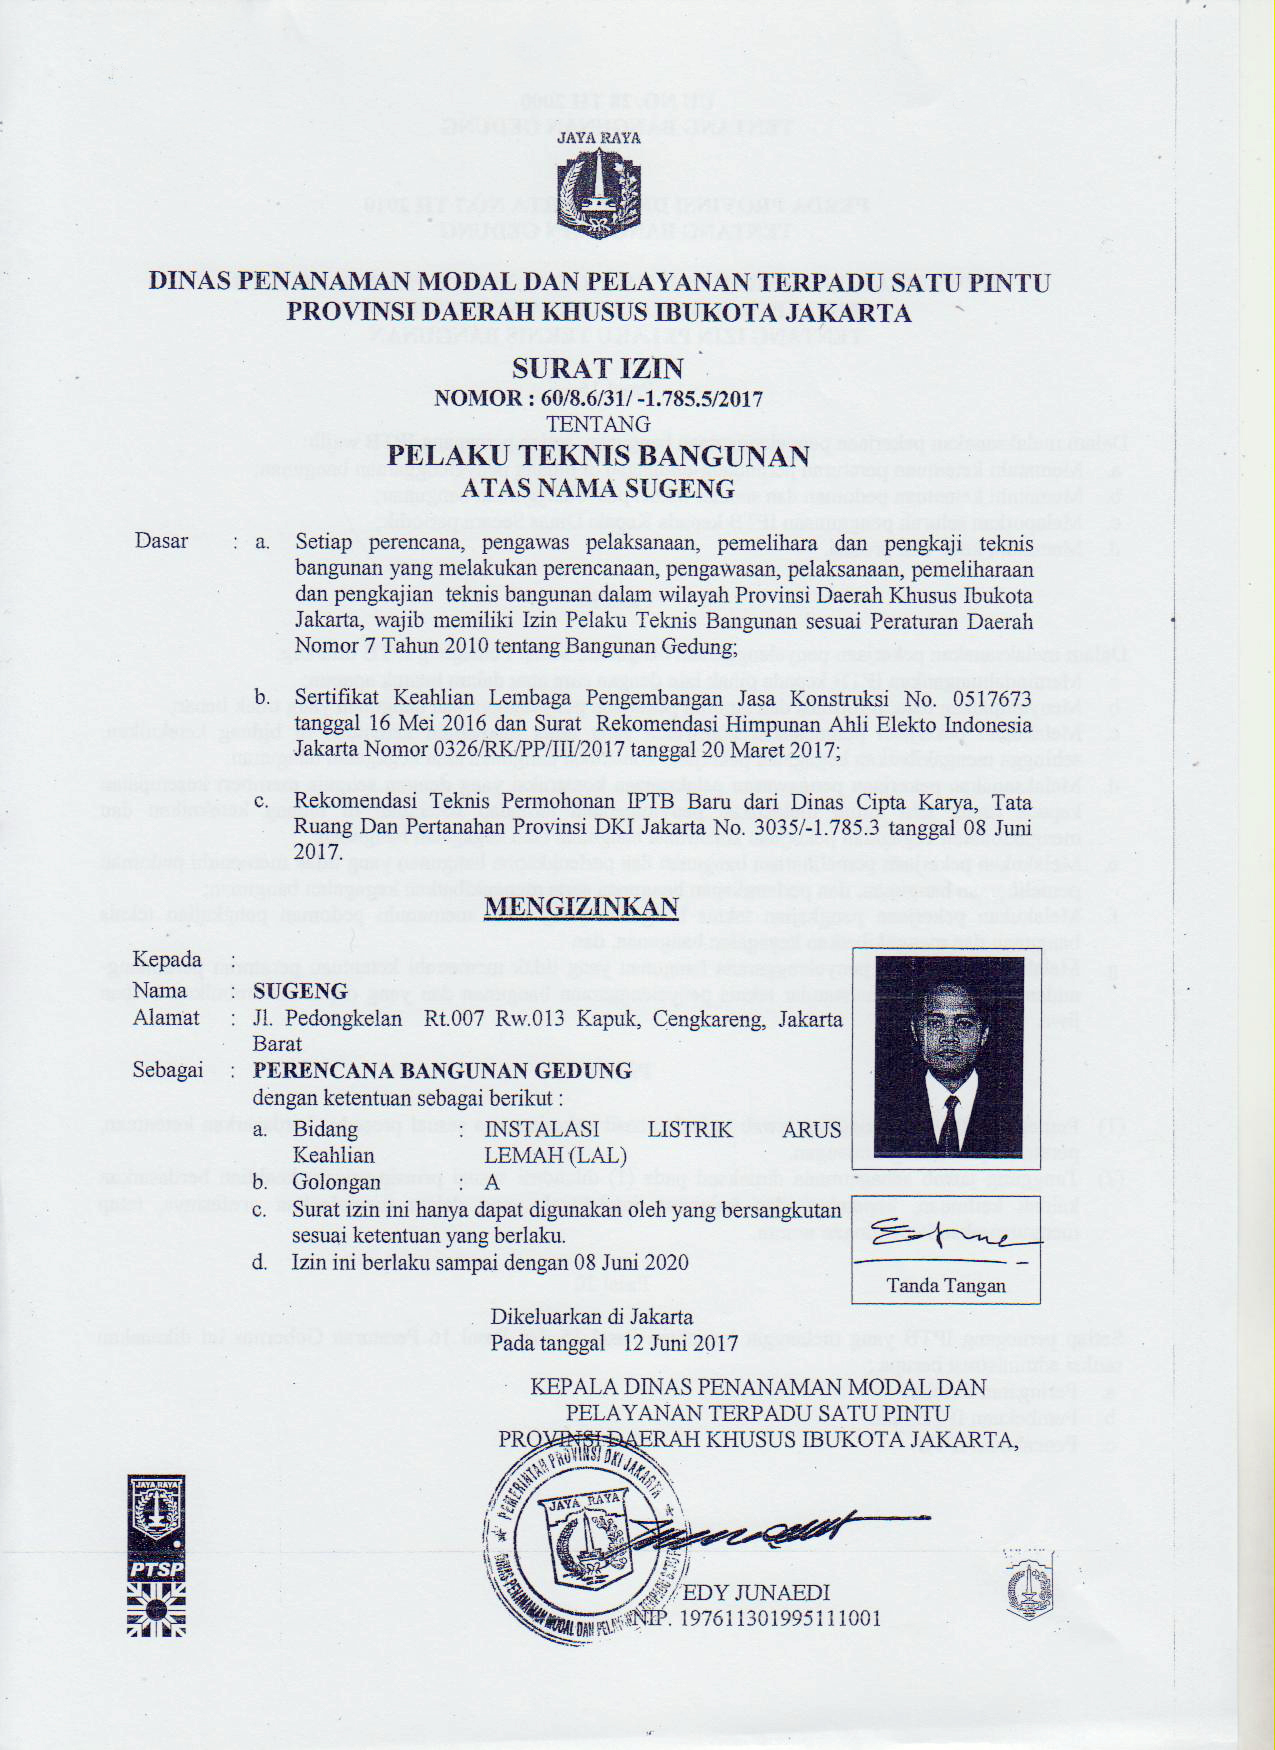 JAYA RAYA
DINAS PENANAMAN MODAL DAN PELAYANAN TERPADU SATU PINTU
PROVINSI DAERAH KHUSUS IBUKOTA JAKARTA
SURAT IZIN
NOMOR : 60/8.6/31/ -1.785.5/2017
TENTANG
PELAKU TEKNIS BANGUNAN
ATAS NAMA SUGENG
Dasar : a. Setiap perencana, pengawas pelaksanaan, pemelihara dan pengkaji teknis
bangunan yang melakukan perencanaan, pengawasan, pelaksanaan, pemeliharaan
dan pengkajian teknis bangunan dalam wilayah Provinsi Daerah Khusus Ibukota
Jakarta, wajib memiliki Izin Pelaku Teknis Bangunan sesuai Peraturan Daerah
Nomor 7 Tahun 2010 tentang Bangunan Gedung;
b. Sertifikat Keahlian Lembaga Pengembangan Jasa Konstruksi No. 0517673
tanggal 16 Mei 2016 dan Surat Rekomendasi Himpunan Ahli Elekto Indonesia
Jakarta Nomor 0326/RK/PP/III/2017 tanggal 20 Maret 2017;
c. Rekomendasi Teknis Permohonan IPTB Baru dari Dinas Cipta Karya, Tata
Ruang Dan Pertanahan Provinsi DKI Jakarta No. 3035/-1.785.3 tanggal 08 Juni
2017.
MENGIZINKAN
Kepada :
Nama : SUGENG
Alamat : Jl. Pedongkelan Rt.007 Rw.013 Kapuk, Cengkareng, Jakarta
Barat
Sebagai : PERENCANA BANGUNAN GEDUNG
dengan ketentuan sebagai berikut :
a. Bidang : INSTALASI LISTRIK ARUS
Keahlian LEMAH (LAL)
b. Golongan : A
c. Surat izin ini hanya dapat digunakan oleh yang bersangkutan
sesuai ketentuan yang berlaku.
d. Izin ini berlaku sampai dengan 08 Juni 2020
Tanda Tangan
Dikeluarkan di Jakarta
Pada tanggal 12 Juni 2017
KEPALA DINAS PENANAMAN MODAL DAN
PELAYANAN TERPADU SATU PINTU
PROVINSI DAERAH KHUSUS IBUKOTA JAKARTA,
PEMERINTAH PROVINSI DKI JAKARTA
JAYA RAYA
DINAS PENANAMAN MODAL DAN PELAYANAN TERPADU SATU
EDY JUNAEDI
NIP. 197611301995111001
JAYA RAYA
PTSP